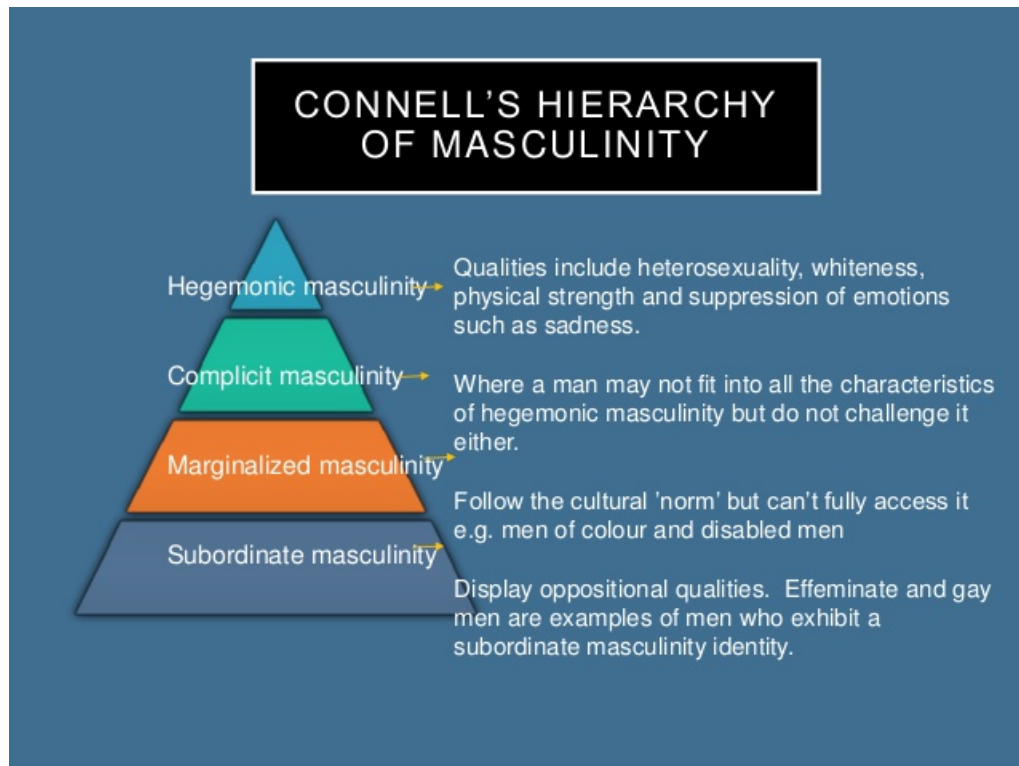 CONNELL’S HIERARCHY
OF MASCULINITY
Hegemonic masculinity
Qualities include heterosexuality, whiteness,
physical strength and suppression of emotions
such as sadness.
Complicit masculinity
Where a man may not fit into all the characteristics
of hegemonic masculinity but do not challenge it
either.
Marginalized masculinity
Follow the cultural ’norm’ but can’t fully access it
e.g. men of colour and disabled men
Subordinate masculinity
Display oppositional qualities.  Effeminate and gay
men are examples of men who exhibit a
subordinate masculinity identity.